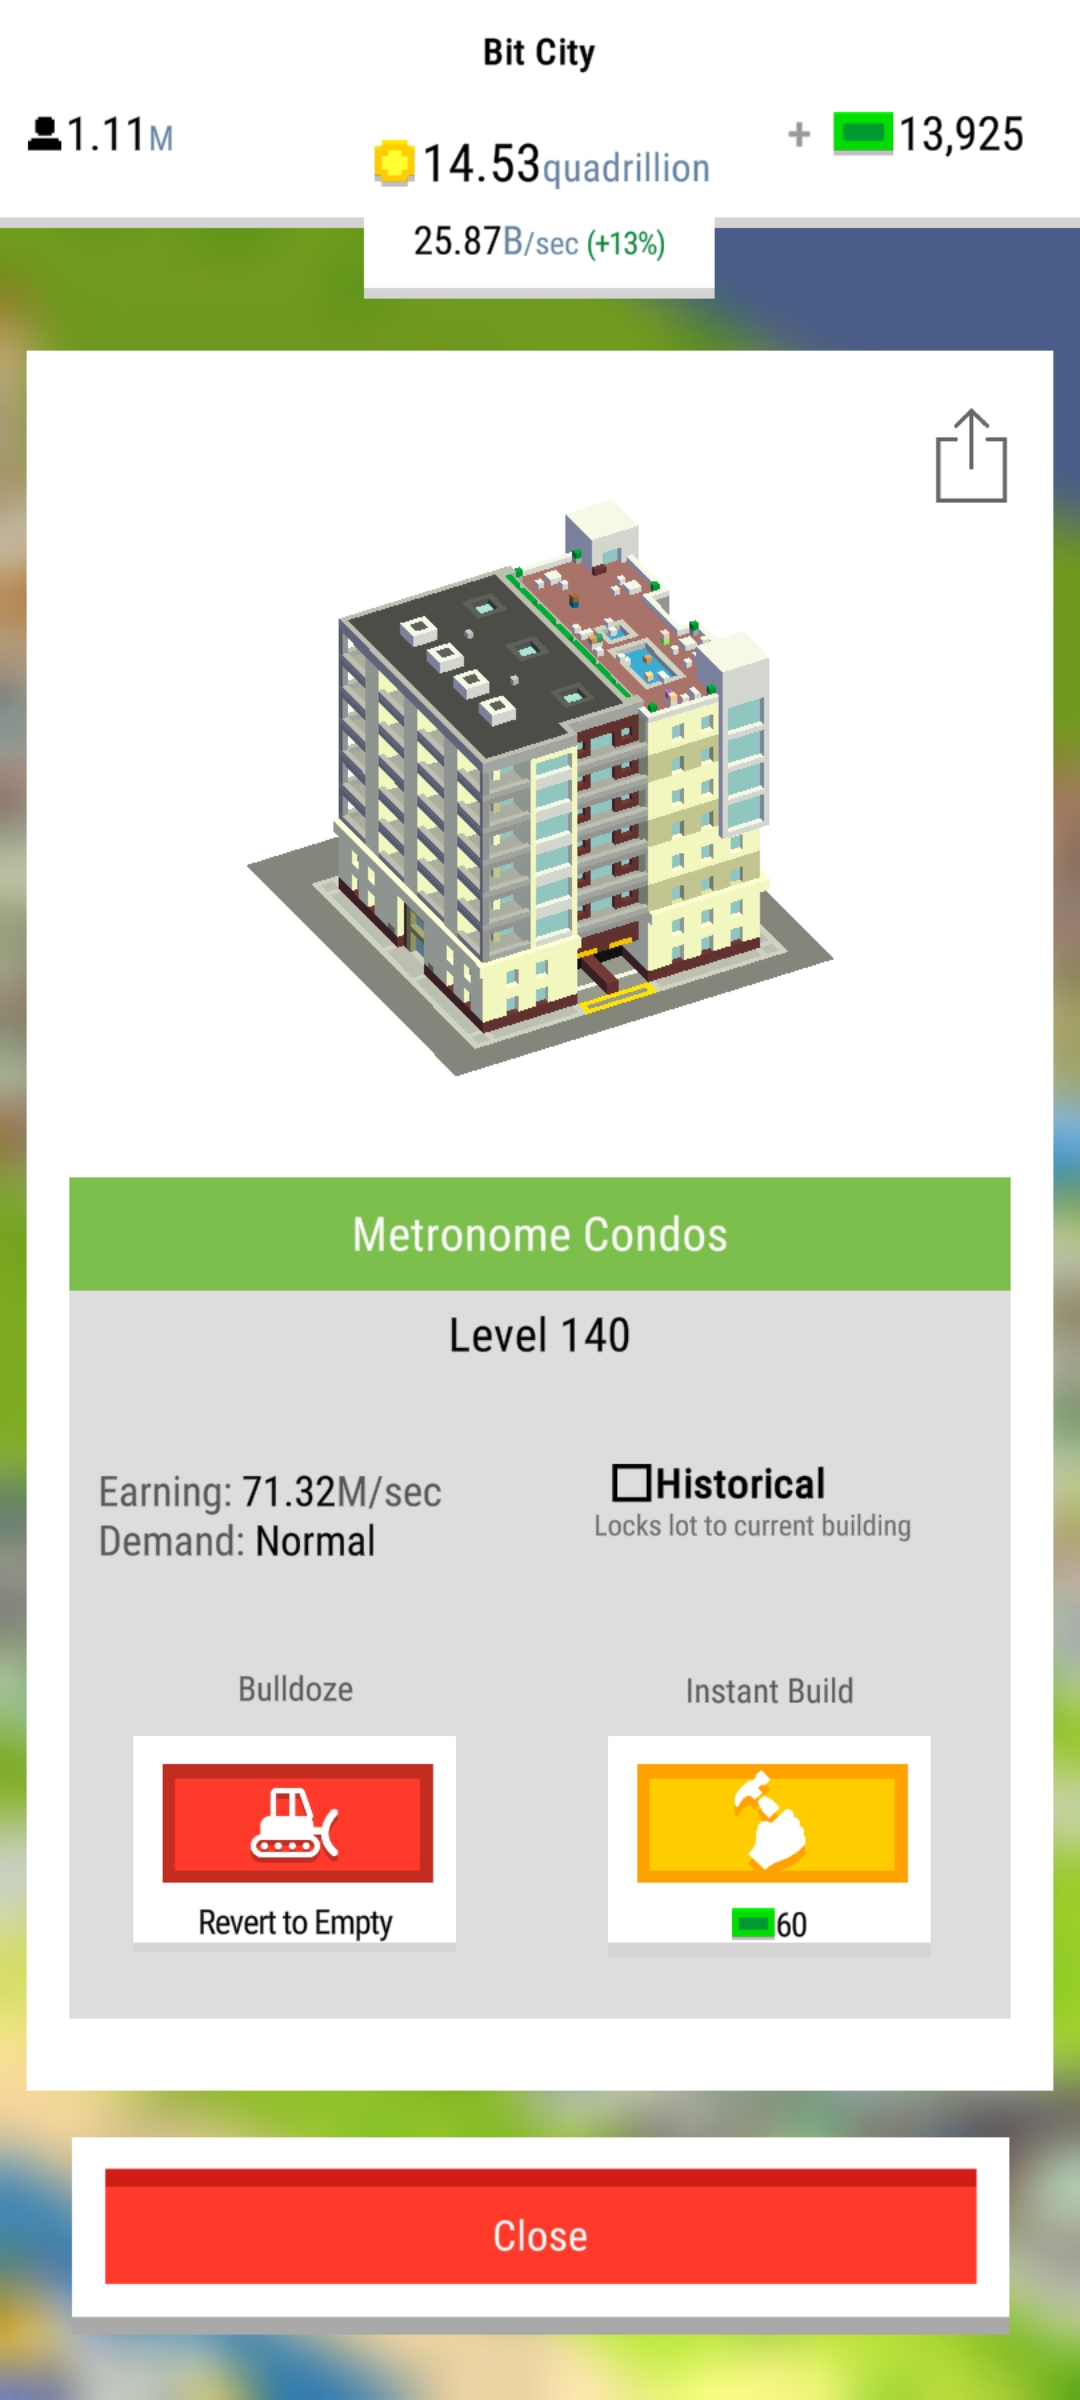 Bit City
1.11M
14.53quadrillion
+ 13,925
25.87B/sec (+13%)
Metronome Condos
Level 140
Earning: 71.32M/sec
Demand: Normal
Historical
Locks lot to current building
Bulldoze
Instant Build
Revert to Empty
60
Close